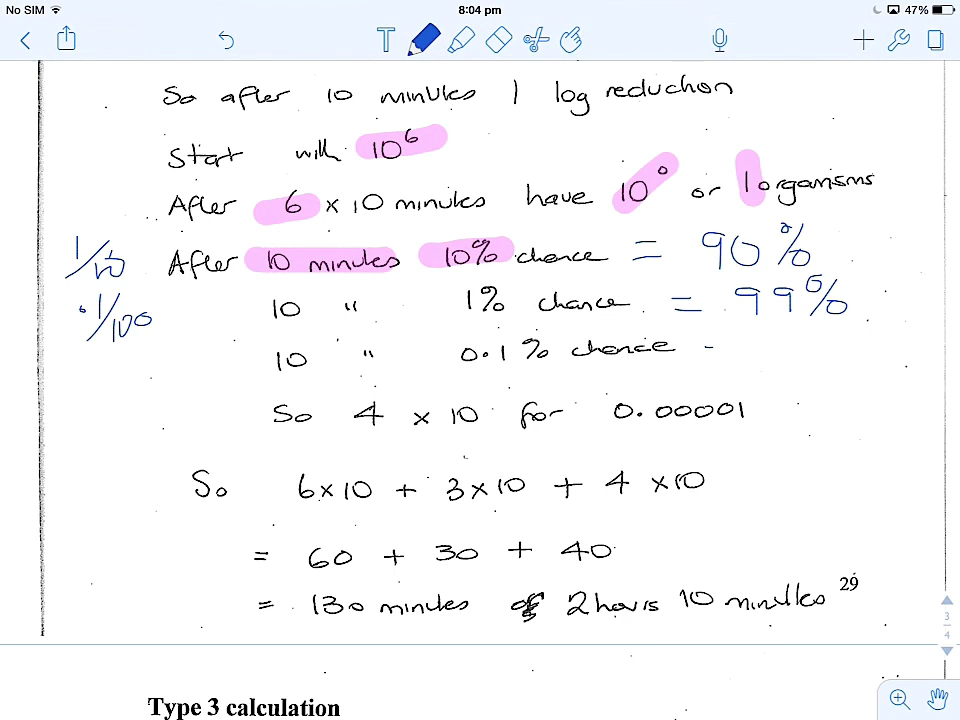 No SIM 8:04 pm 47%
T
So after 10 minutes 1 log reduction
Start with 10⁶
After 6 x 10 minutes have 10⁰ or 1 organisms
1/10 After 10 minutes 10% chance = 90%
1/100 10 " 1% chance = 99%
10 " 0.1% chance -
So 4 x 10 for 0.00001
So 6x10 + 3x10 + 4 x10
= 60 + 30 + 40
= 130 minutes 2 hours 10 minutes 29
3/4
Type 3 calculation